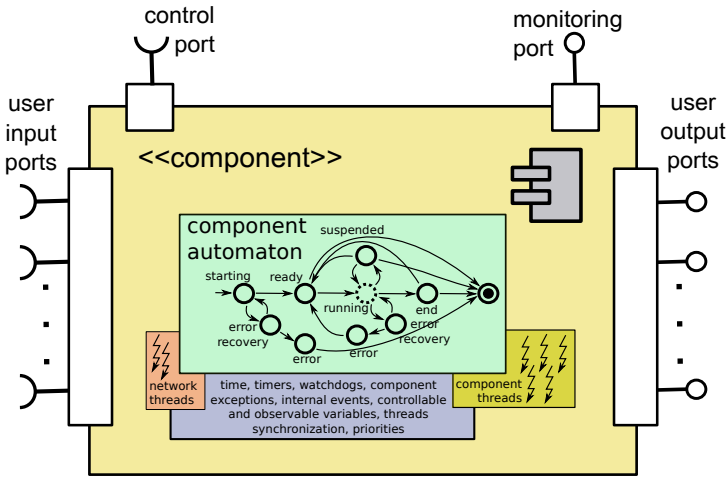 control
port
monitoring
port
user
input
ports
user
output
ports
<<component>>
component
automaton
suspended
starting
ready
running
end
error
recovery
error
recovery
error
error
network
threads
time, timers, watchdogs, component
exceptions, internal events, controllable
and observable variables, threads
synchronization, priorities
component
threads